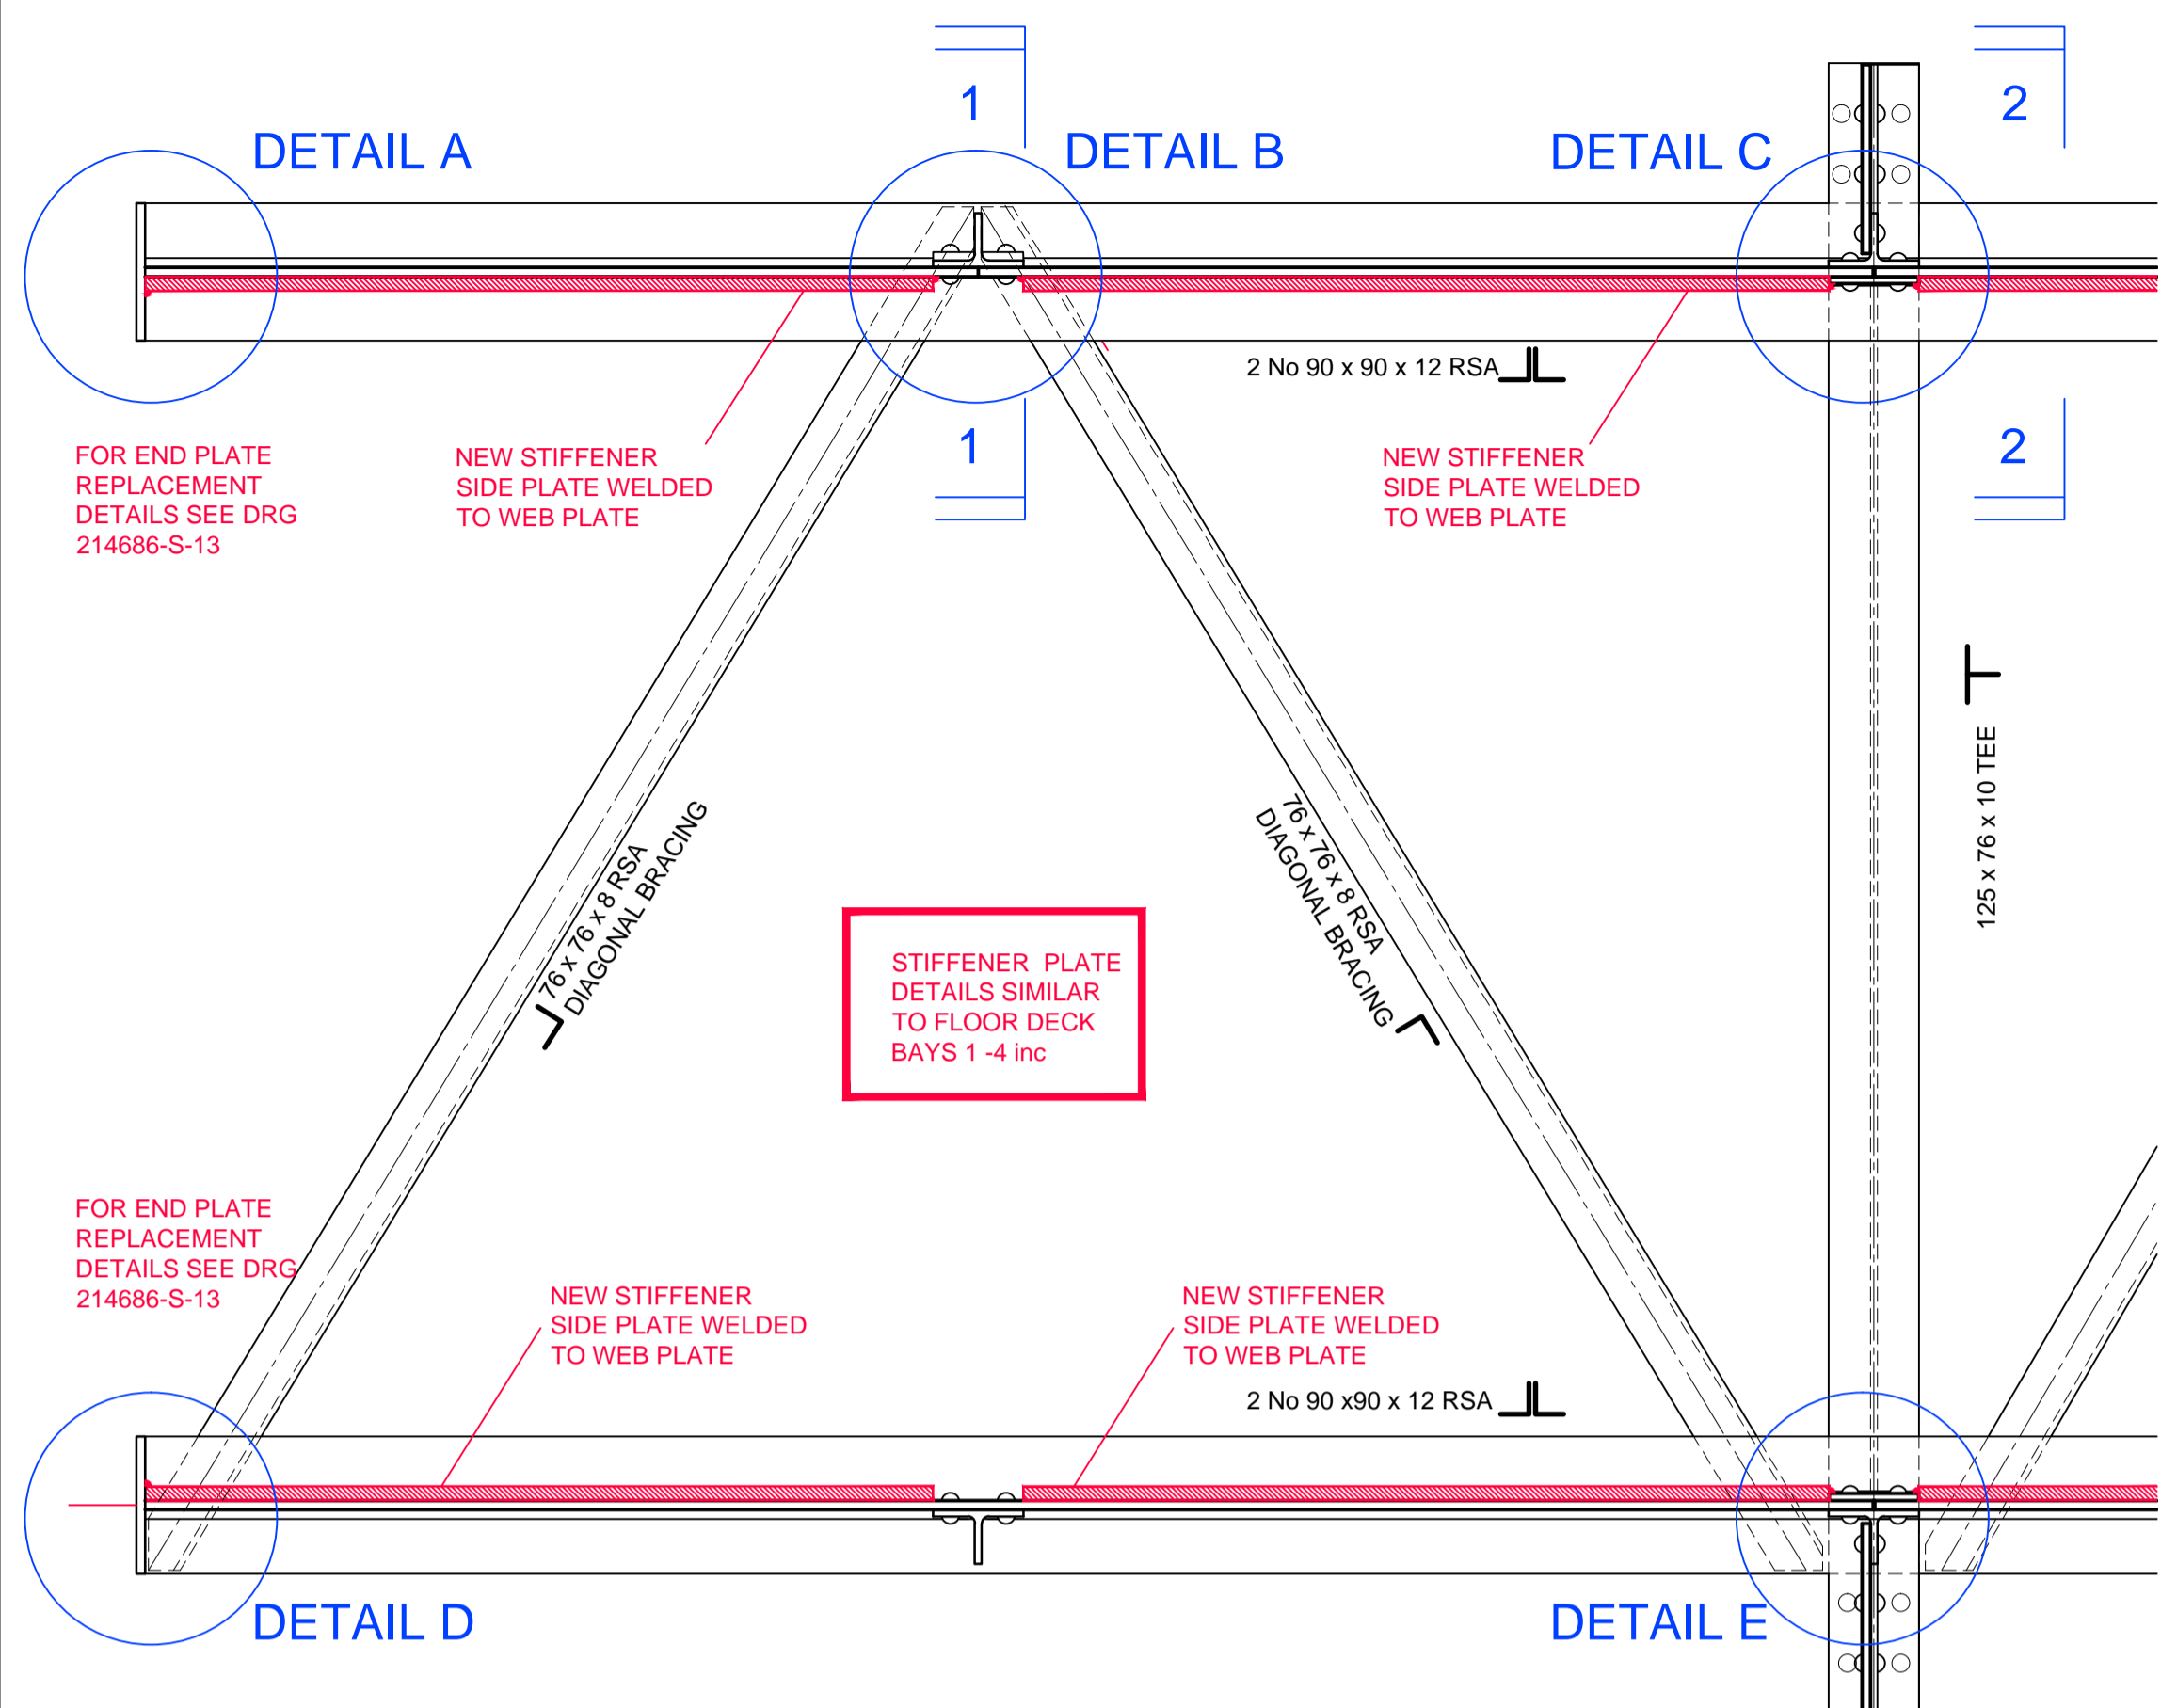 1
2
DETAIL A
DETAIL B
DETAIL C
2 No 90 x 90 x 12 RSA
1
2
FOR END PLATE
REPLACEMENT
DETAILS SEE DRG
214686-S-13
NEW STIFFENER
SIDE PLATE WELDED
TO WEB PLATE
NEW STIFFENER
SIDE PLATE WELDED
TO WEB PLATE
125 x 76 x 10 TEE
76 x 76 x 8 RSA
DIAGONAL BRACING
76 x 76 x 8 RSA
DIAGONAL BRACING
STIFFENER PLATE
DETAILS SIMILAR
TO FLOOR DECK
BAYS 1 -4 inc
FOR END PLATE
REPLACEMENT
DETAILS SEE DRG
214686-S-13
NEW STIFFENER
SIDE PLATE WELDED
TO WEB PLATE
NEW STIFFENER
SIDE PLATE WELDED
TO WEB PLATE
2 No 90 x90 x 12 RSA
DETAIL D
DETAIL E